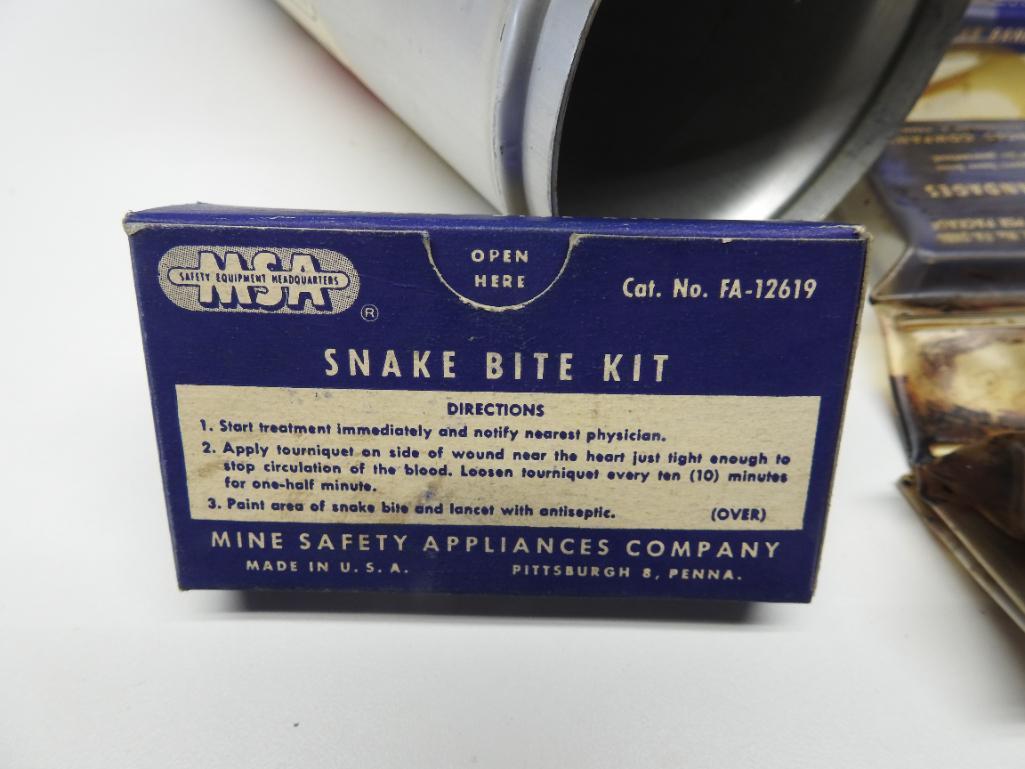 MSA
SAFETY EQUIPMENT HEADQUARTERS
®
OPEN
HERE
Cat. No. FA-12619
SNAKE BITE KIT
DIRECTIONS
1. Start treatment immediately and notify nearest physician.
2. Apply tourniquet on side of wound near the heart just tight enough to
stop circulation of the blood. Loosen tourniquet every ten (10) minutes
for one-half minute.
3. Paint area of snake bite and lancet with antiseptic.
(OVER)
MINE SAFETY APPLIANCES COMPANY
MADE IN U. S. A.
PITTSBURGH 8, PENNA.
COMPANY
BANDAGES